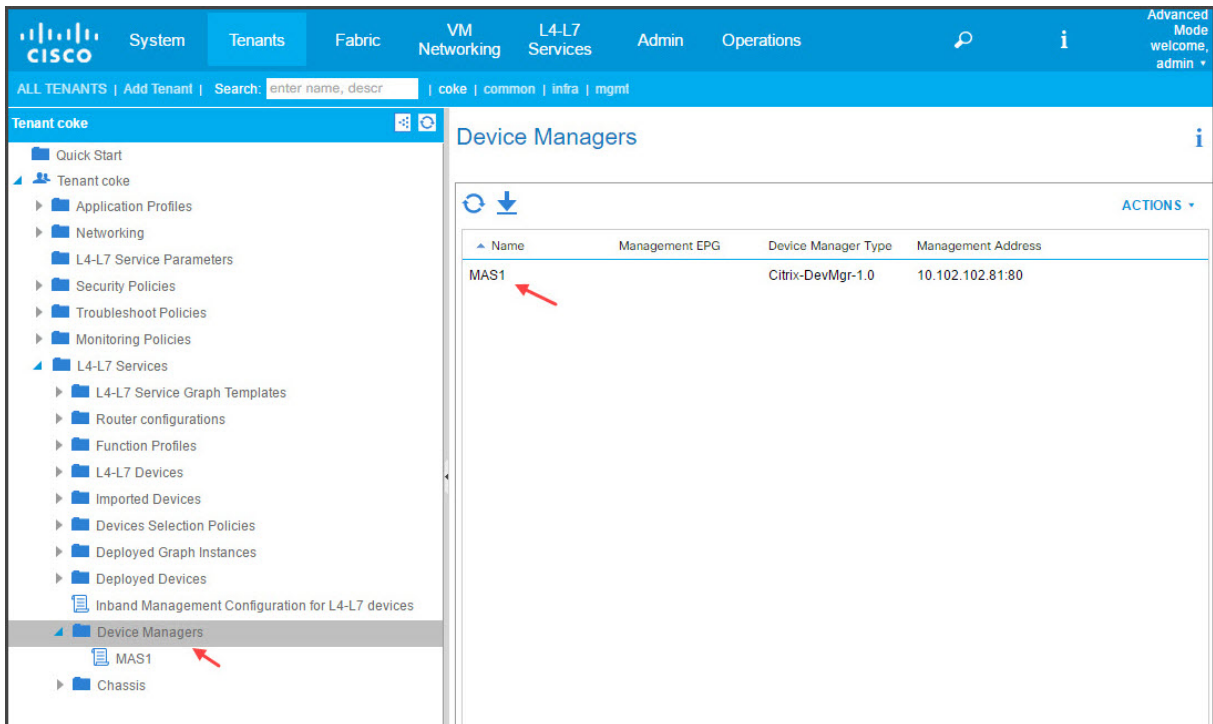 CISCO
System
Tenants
Fabric
VM Networking
L4-L7 Services
Admin
Operations
i
Advanced Mode
welcome,
admin
ALL TENANTS | Add Tenant | Search: enter name, descr | coke | common | infra | mgmt
Tenant coke
Quick Start
Tenant coke
Application Profiles
Networking
L4-L7 Service Parameters
Security Policies
Troubleshoot Policies
Monitoring Policies
L4-L7 Services
L4-L7 Service Graph Templates
Router configurations
Function Profiles
L4-L7 Devices
Imported Devices
Devices Selection Policies
Deployed Graph Instances
Deployed Devices
Inband Management Configuration for L4-L7 devices
Device Managers
MAS1
Chassis
Device Managers
i
ACTIONS
Name Management EPG Device Manager Type Management Address
MAS1 Citrix-DevMgr-1.0 10.102.102.81:80